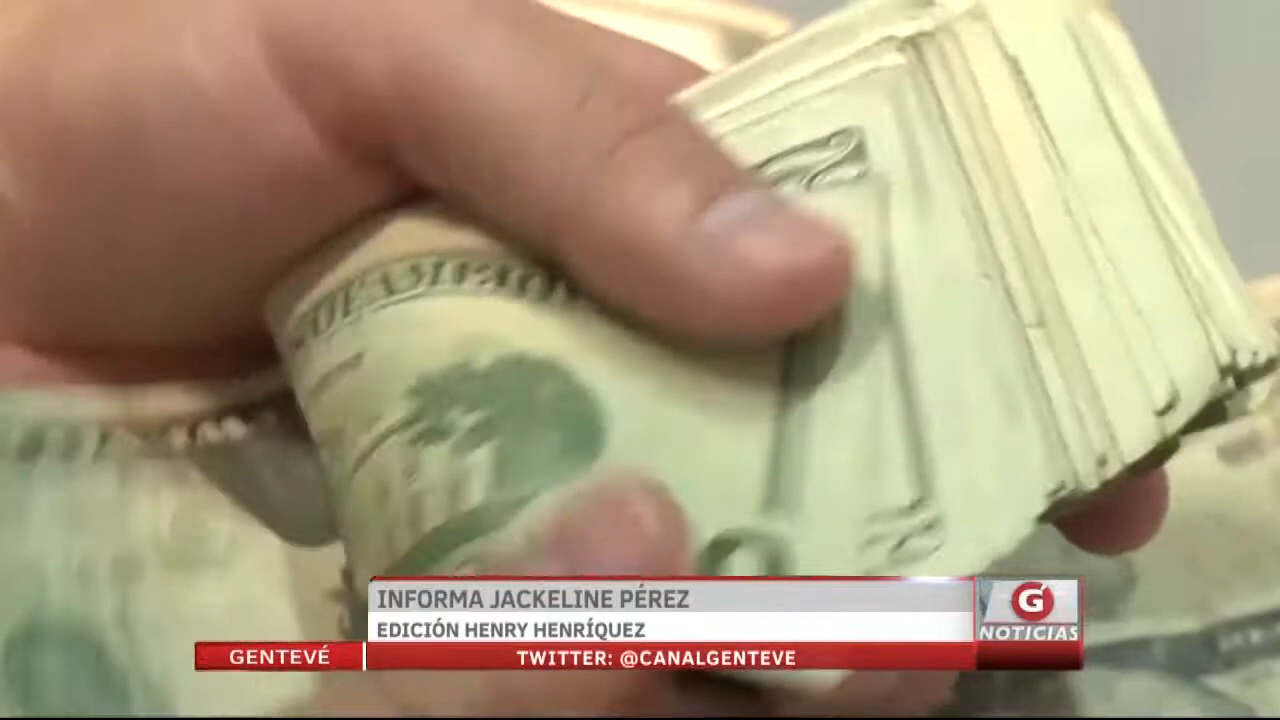 INFORMA JACKELINE PÉREZ
EDICIÓN HENRY HENRÍQUEZ
G NOTICIAS
GENTEVÉ
TWITTER: @CANALGENTEVE